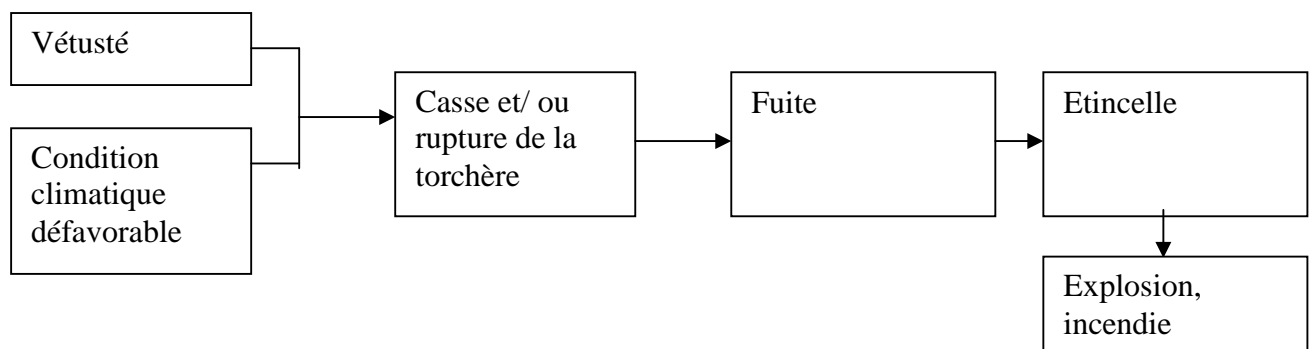 Vétusté
Condition
climatique
défavorable
Casse et/ ou
rupture de la
torchère
Fuite
Etincelle
Explosion,
incendie